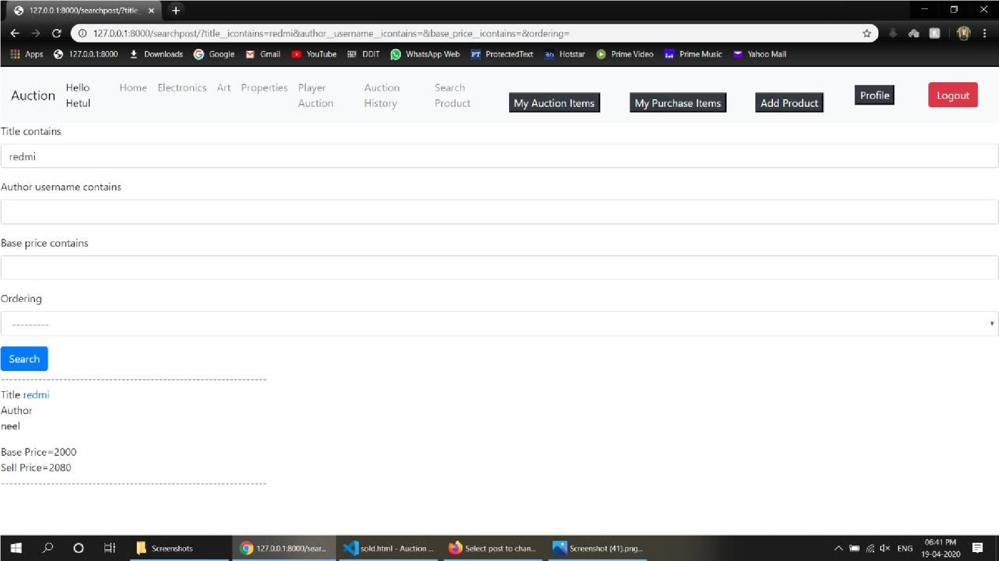 127.0.0.1:8000/searchpost/?title_
127.0.0.1:8000/searchpost/?title__icontains=redmi&author__username__icontains=&base_price__icontains=&ordering=
Apps 127.0.0.1:8000 Downloads Google Gmail YouTube DDIT WhatsApp Web PT ProtectedText Hotstar Prime Video Prime Music Yahoo Mail
Auction Hello Hetul Home Electronics Art Properties Player Auction Auction History Search Product My Auction Items My Purchase Items Add Product Profile Logout
Title contains
redmi
Author username contains
Base price contains
Ordering
---------
Search
Title redmi
Author
neel
Base Price=2000
Sell Price=2080
Screenshots 127.0.0.1:8000/sear... sold.html - Auction ... Select post to chan... Screenshot (41).png... ENG 06:41 PM
19-04-2020